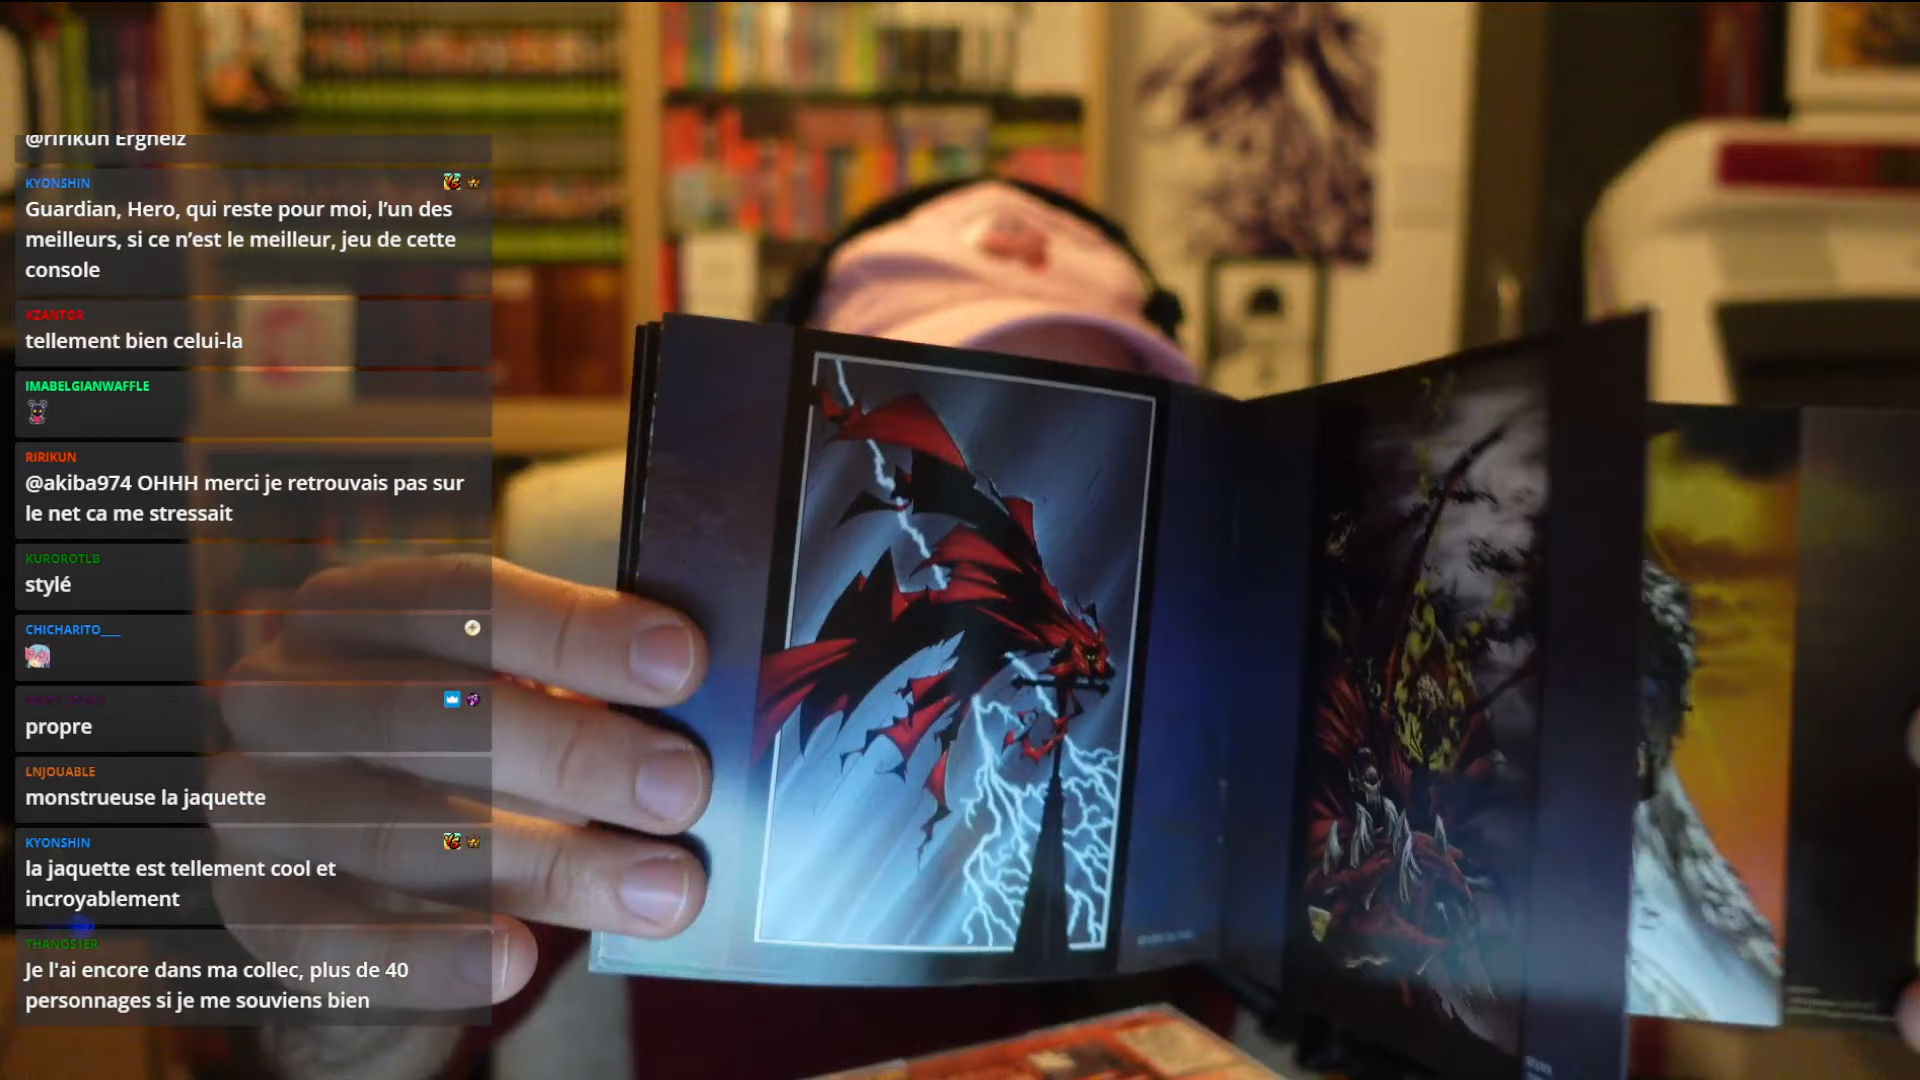 @ririkun Ergheiz
KYONSHIN
Guardian, Hero, qui reste pour moi, l’un des
meilleurs, si ce n’est le meilleur, jeu de cette
console
KZANTOR
tellement bien celui-la
IMABELGIANWAFFLE
RIRIKUN
@akiba974 OHHH merci je retrouvais pas sur
le net ca me stressait
KUROROTLB
stylé
CHICHARITO___
propre
LNJOUABLE
monstrueuse la jaquette
KYONSHIN
la jaquette est tellement cool et
incroyablement
THANOS1ER
Je l'ai encore dans ma collec, plus de 40
personnages si je me souviens bien